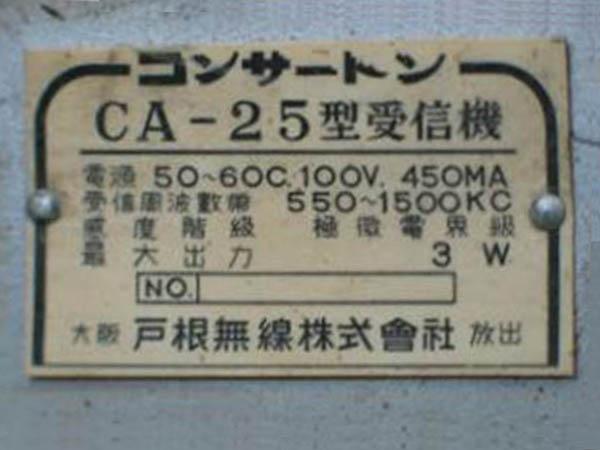 コンサートン
CA-25型受信機
電源 50~60C. 100V. 450MA
受信周波數帶 550~1500KC
感度階級 極微電界級
最大出力 3 W
NO.
大阪 戸根無線株式會社 放出